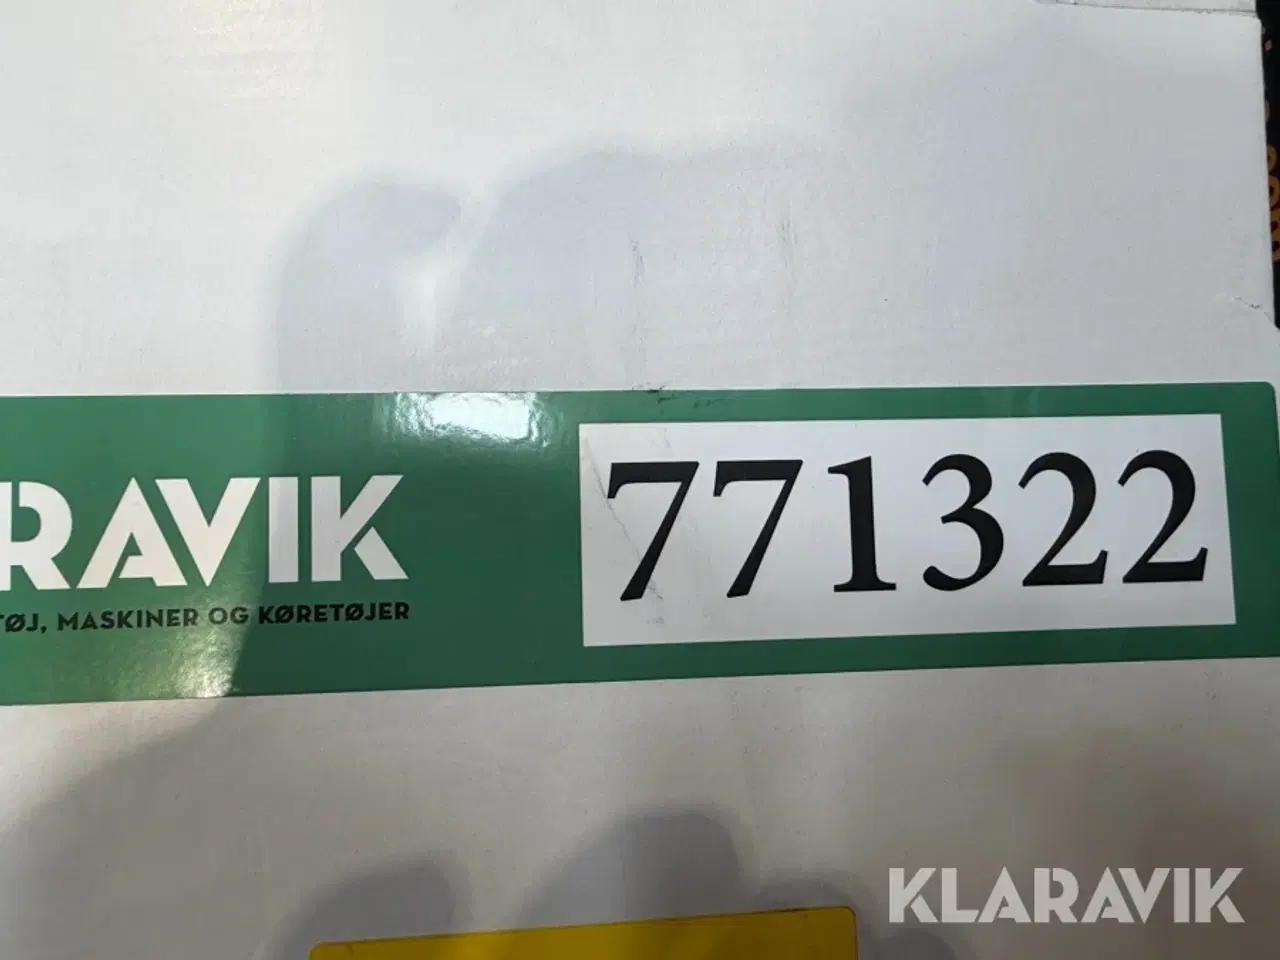 RAVIK
TØJ, MASKINER OG KØRETØJER
771322
KLARAVIK